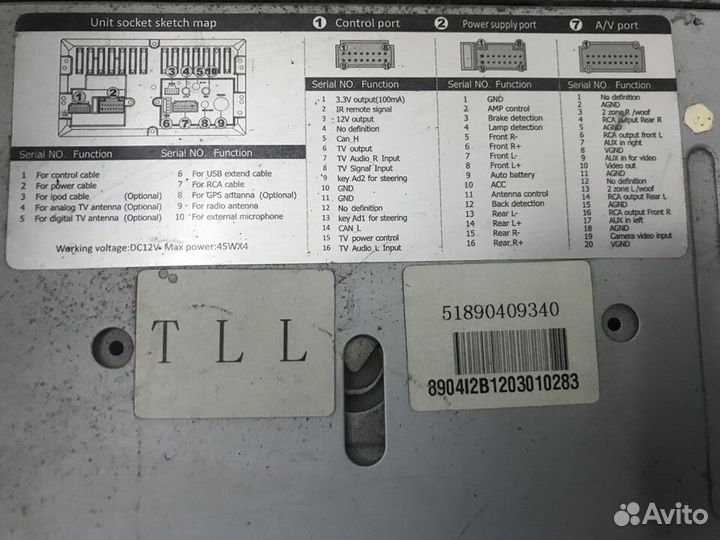 Unit socket sketch map
Serial NO. Function Serial NO. Function
1 For control cable
2 For power cable
3 For ipod cable (Optional)
4 For analog TV antenna (Optional)
5 For digital TV antenna (Optional)
6 For USB extend cable
7 For RCA cable
8 For GPS antenna (Optional)
9 For radio antenna
10 For external microphone
Working voltage:DC12V Max power:45WX4
1 Control port
Serial NO. Function
1 3.3V output(100mA)
2 IR remote signal
3 12V output
4 No definition
5 Can_H
6 TV output
7 TV Audio_R Input
8 TV Signal Input
9 key Ad2 for steering
10 GND
11 GND
12 No definition
13 key Ad1 for steering
14 CAN_L
15 TV power control
16 TV Audio_L Input
2 Power supply port
Serial NO. Function
1 GND
2 AMP control
3 Brake detection
4 Lamp detection
5 Front R-
6 Front R+
7 Front L-
8 Front L+
9 Auto battery
10 ACC
11 Antenna control
12 Back detection
13 Rear L-
14 Rear L+
15 Rear R-
16 Rear R+
7 A/V port
Serial NO. Function
1 No definition
2 AGND
3 2 zone R /woof
4 RCA output Rear R
5 AGND
6 RCA output front L
7 AUX in right
8 VGND
9 AUX in for video
10 Video out
11 AGND
12 No definition
13 2 zone L/woof
14 RCA output Rear L
15 AGND
16 RCA output Front R
17 AUX in left
18 AGND
19 Camera video input
20 VGND
TLL
51890409340
8904I2B1203010283
Avito